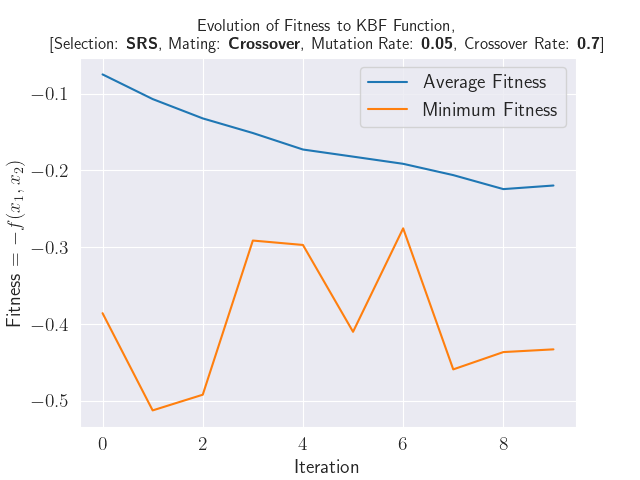 Evolution of Fitness to KBF Function,
[Selection: SRS, Mating: Crossover, Mutation Rate: 0.05, Crossover Rate: 0.7]
Average Fitness
Minimum Fitness
Fitness = −f(x₁, x₂)
−0.1
−0.2
−0.3
−0.4
−0.5
0 2 4 6 8
Iteration